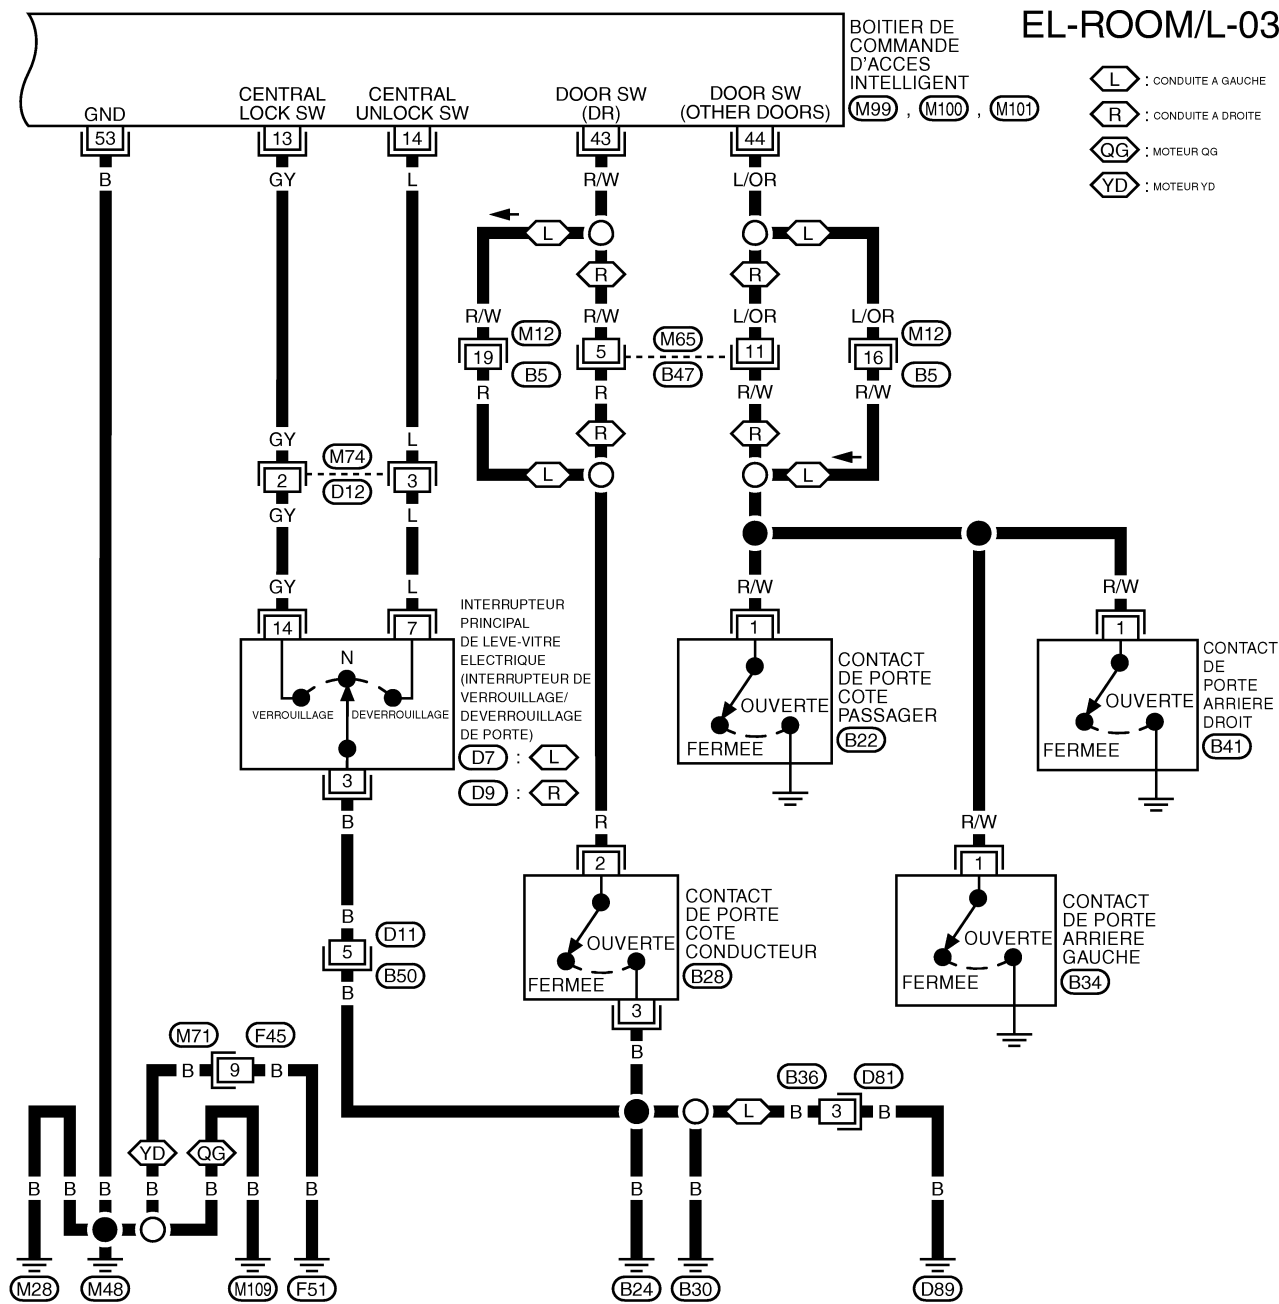 EL-ROOM/L-03
BOITIER DE
COMMANDE
D'ACCES
INTELLIGENT
M99 , M100 , M101
L : CONDUITE A GAUCHE
R : CONDUITE A DROITE
QG : MOTEUR QG
YD : MOTEUR YD
GND
CENTRAL
LOCK SW
CENTRAL
UNLOCK SW
DOOR SW
(DR)
DOOR SW
(OTHER DOORS)
53 13 14 43 44
B GY L R/W L/OR
L L
R R
R/W R/W L/OR L/OR
M12 M65 M12
19 5 11 16
B5 B47 B5
R R R/W R/W
R R
GY L
M74
2 3
D12
L L
GY L
GY L R/W R/W
14 7 1 1
INTERRUPTEUR
PRINCIPAL
DE LEVE-VITRE
ELECTRIQUE
(INTERRUPTEUR DE
VERROUILLAGE/
DEVERROUILLAGE
DE PORTE)
D7 : L
D9 : R
N
VERROUILLAGE DEVERROUILLAGE
3
B
CONTACT
DE PORTE
COTE
PASSAGER
B22
OUVERTE
FERMEE
CONTACT
DE
PORTE
ARRIERE
DROIT
B41
OUVERTE
FERMEE
R R/W
2 1
CONTACT
DE PORTE
COTE
CONDUCTEUR
B28
OUVERTE
FERMEE
3
B
CONTACT
DE PORTE
ARRIERE
GAUCHE
B34
OUVERTE
FERMEE
B
D11
5
B50
B
M71 F45
B 9 B
B36 D81
L B 3 B
YD QG
B B B B B B B B B B
M28 M48 M109 F51 B24 B30 D89